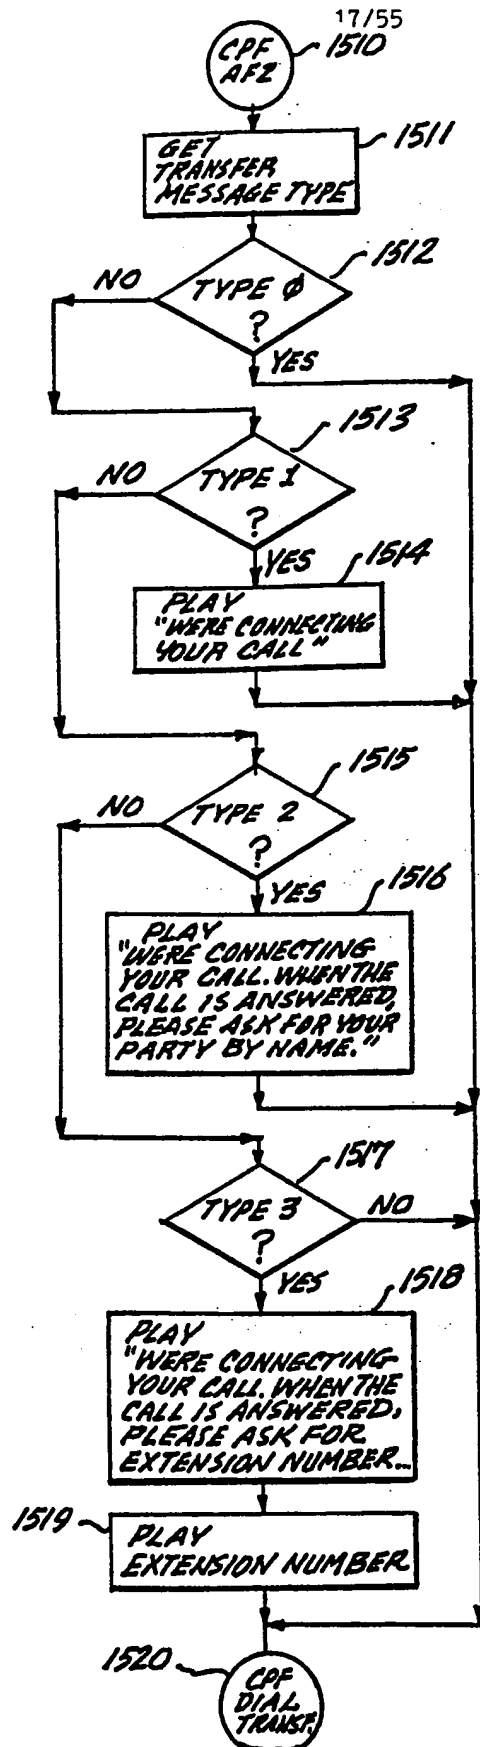 17/55
CPF
AF2
1510
GET
TRANSFER
MESSAGE TYPE
1511
TYPE Ø
?
1512
NO
YES
TYPE 1
?
1513
NO
YES
PLAY
"WERE CONNECTING
YOUR CALL"
1514
TYPE 2
?
1515
NO
YES
PLAY
"WERE CONNECTING
YOUR CALL. WHEN THE
CALL IS ANSWERED,
PLEASE ASK FOR YOUR
PARTY BY NAME."
1516
TYPE 3
?
1517
NO
YES
PLAY
"WERE CONNECTING
YOUR CALL. WHEN THE
CALL IS ANSWERED,
PLEASE ASK FOR
EXTENSION NUMBER...
1518
1519
PLAY
EXTENSION NUMBER
1520
CPF
DIAL
TRANSF.